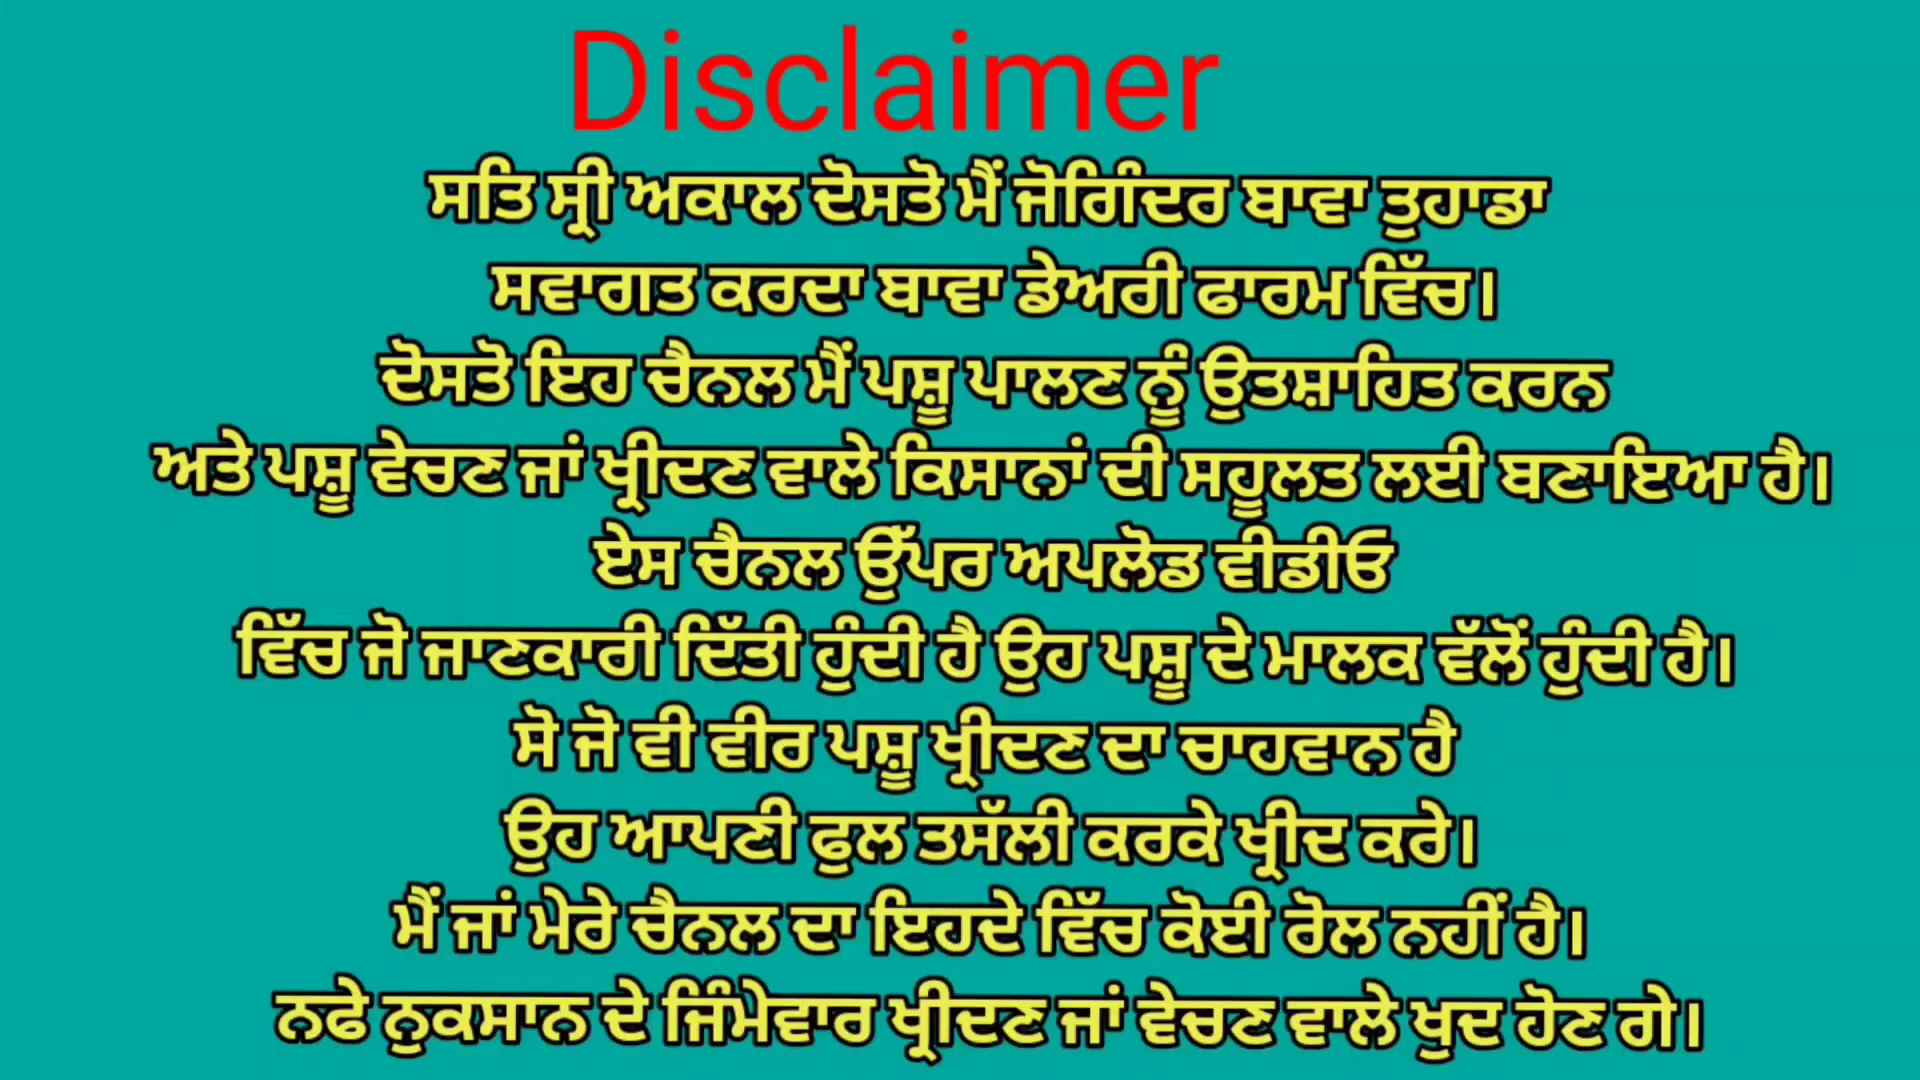 Disclaimer
ਸਤਿ ਸ੍ਰੀ ਅਕਾਲ ਦੋਸਤੋ ਮੈਂ ਜੋਗਿੰਦਰ ਬਾਵਾ ਤੁਹਾਡਾ
ਸਵਾਗਤ ਕਰਦਾ ਬਾਵਾ ਡੇਅਰੀ ਫਾਰਮ ਵਿੱਚ।
ਦੋਸਤੋ ਇਹ ਚੈਨਲ ਮੈਂ ਪਸ਼ੂ ਪਾਲਣ ਨੂੰ ਉਤਸ਼ਾਹਿਤ ਕਰਨ
ਅਤੇ ਪਸ਼ੂ ਵੇਚਣ ਜਾਂ ਖ੍ਰੀਦਣ ਵਾਲੇ ਕਿਸਾਨਾਂ ਦੀ ਸਹੂਲਤ ਲਈ ਬਣਾਇਆ ਹੈ।
ਏਸ ਚੈਨਲ ਉੱਪਰ ਅਪਲੋਡ ਵੀਡੀਓ
ਵਿੱਚ ਜੋ ਜਾਣਕਾਰੀ ਦਿੱਤੀ ਹੁੰਦੀ ਹੈ ਉਹ ਪਸ਼ੂ ਦੇ ਮਾਲਕ ਵੱਲੋਂ ਹੁੰਦੀ ਹੈ।
ਸੋ ਜੋ ਵੀ ਵੀਰ ਪਸ਼ੂ ਖ੍ਰੀਦਣ ਦਾ ਚਾਹਵਾਨ ਹੈ
ਉਹ ਆਪਣੀ ਫੁਲ ਤਸੱਲੀ ਕਰਕੇ ਖ੍ਰੀਦ ਕਰੇ।
ਮੈਂ ਜਾਂ ਮੇਰੇ ਚੈਨਲ ਦਾ ਇਹਦੇ ਵਿੱਚ ਕੋਈ ਰੋਲ ਨਹੀਂ ਹੈ।
ਨਫੇ ਨੁਕਸਾਨ ਦੇ ਜਿੰਮੇਵਾਰ ਖ੍ਰੀਦਣ ਜਾਂ ਵੇਚਣ ਵਾਲੇ ਖੁਦ ਹੋਣ ਗੇ।